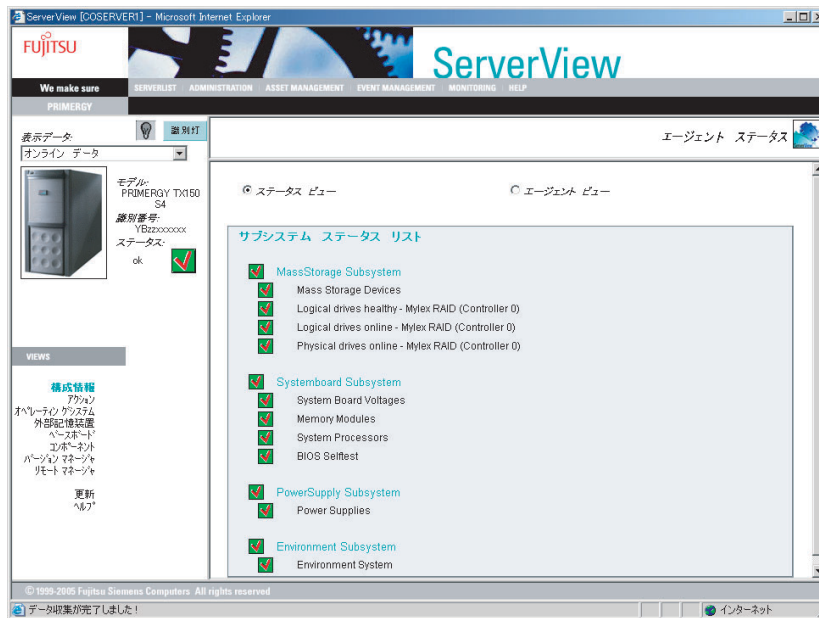 ServerView [COSERVER1] - Microsoft Internet Explorer
FUJITSU
ServerView
We make sure
SERVERLIST ADMINISTRATION ASSET MANAGEMENT EVENT MANAGEMENT MONITORING HELP
PRIMERGY
表示データ:
識別灯
オンライン データ
エージェント ステータス
モデル:
PRIMERGY TX150
S4
識別番号:
YBzzxxxxxx
ステータス:
ok
ステータス ビュー
エージェント ビュー
サブシステム ステータス リスト
MassStorage Subsystem
Mass Storage Devices
Logical drives healthy - Mylex RAID (Controller 0)
Logical drives online - Mylex RAID (Controller 0)
Physical drives online - Mylex RAID (Controller 0)
Systemboard Subsystem
System Board Voltages
Memory Modules
System Processors
BIOS Selftest
PowerSupply Subsystem
Power Supplies
Environment Subsystem
Environment System
VIEWS
構成情報
アクション
オペレーティングシステム
外部記憶装置
ベースボード
コンポーネント
バージョン マネージャ
リモート マネージャ
更新
ヘルプ
© 1999-2005 Fujitsu Siemens Computers All rights reserved
データ収集が完了しました!
インターネット